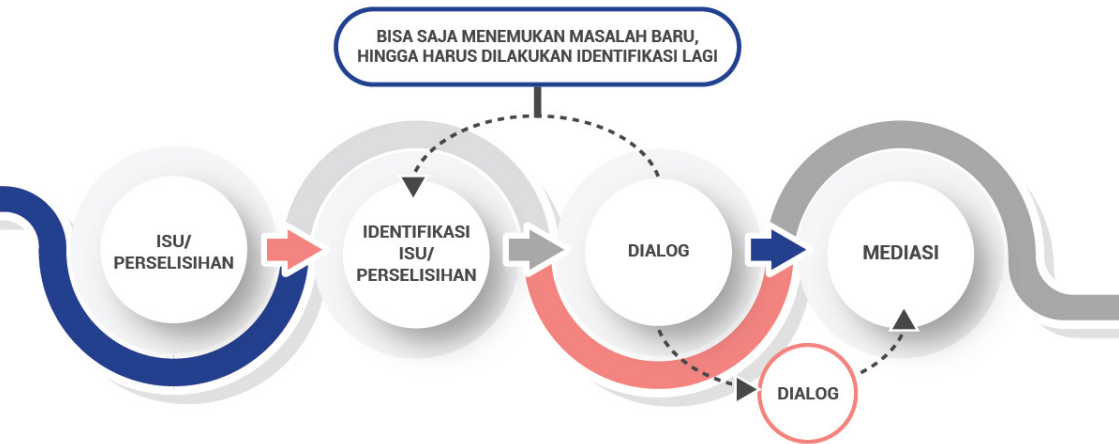 BISA SAJA MENEMUKAN MASALAH BARU,
HINGGA HARUS DILAKUKAN IDENTIFIKASI LAGI
ISU/
PERSELISIHAN
IDENTIFIKASI
ISU/
PERSELISIHAN
DIALOG
MEDIASI
DIALOG